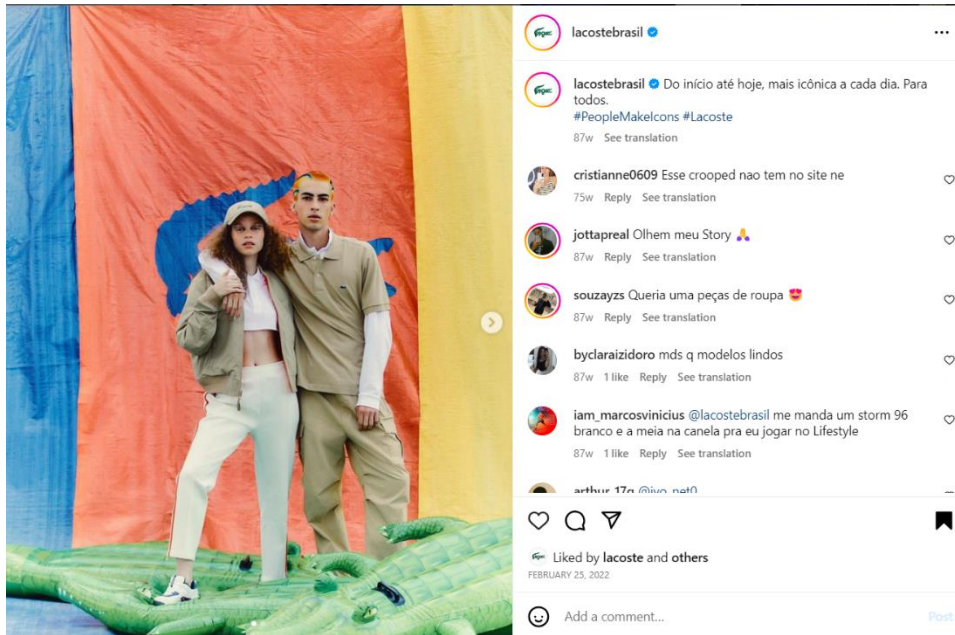 lacostebrasil
lacostebrasil Do início até hoje, mais icônica a cada dia. Para
todos.
#PeopleMakeIcons #Lacoste
87w See translation
cristianne0609 Esse crooped nao tem no site ne
75w Reply See translation
jottapreal Olhem meu Story 🙏
87w Reply See translation
souzayzs Queria uma peças de roupa 😍
87w Reply See translation
byclaraizidoro mds q modelos lindos
87w 1 like Reply See translation
iam_marcosvinicius @lacostebrasil me manda um storm 96
branco e a meia na canela pra eu jogar no Lifestyle
87w 1 like Reply See translation
Liked by lacoste and others
FEBRUARY 25, 2022
Add a comment...
Post